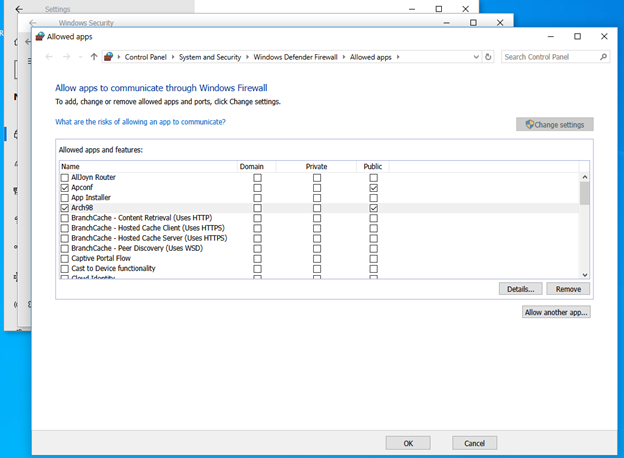 Settings
Windows Security
Allowed apps
Control Panel > System and Security > Windows Defender Firewall > Allowed apps >
Search Control Panel
Allow apps to communicate through Windows Firewall
To add, change or remove allowed apps and ports, click Change settings.
What are the risks of allowing an app to communicate?
Change settings
Allowed apps and features:
Name Domain Private Public
AllJoyn Router
Apconf
App Installer
Arch98
BranchCache - Content Retrieval (Uses HTTP)
BranchCache - Hosted Cache Client (Uses HTTPS)
BranchCache - Hosted Cache Server (Uses HTTPS)
BranchCache - Peer Discovery (Uses WSD)
Captive Portal Flow
Cast to Device functionality
Cloud Identity
Details... Remove
Allow another app...
OK Cancel